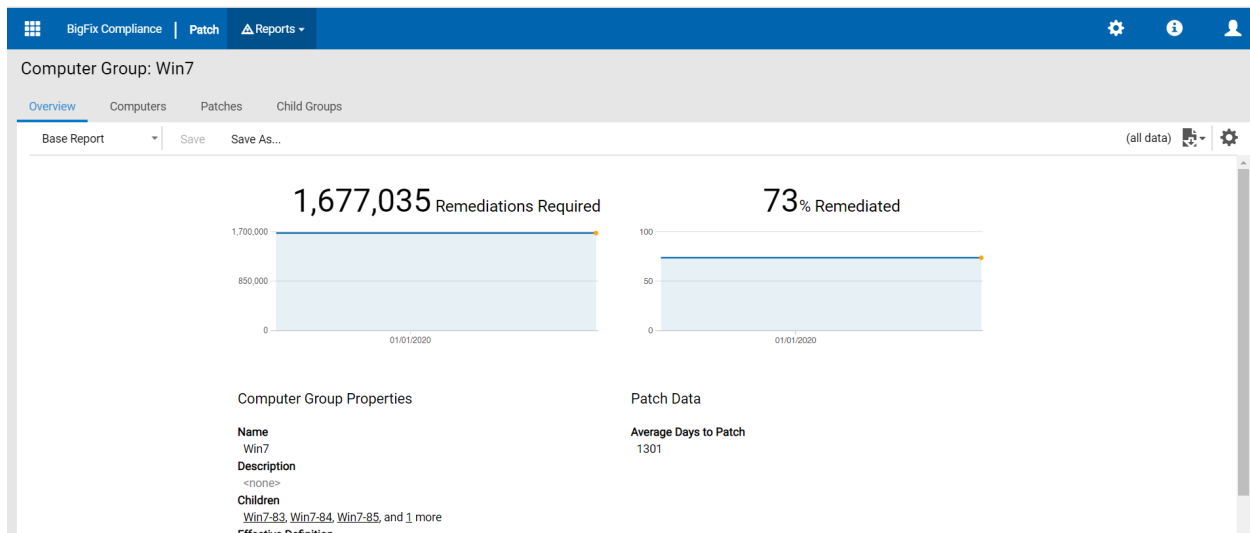 BigFix Compliance | Patch Reports
Computer Group: Win7
Overview Computers Patches Child Groups
Base Report Save Save As... (all data)
1,677,035 Remediations Required
73% Remediated
1,700,000
850,000
0
01/01/2020
100
50
0
01/01/2020
Computer Group Properties
Name
Win7
Description
<none>
Children
Win7-83, Win7-84, Win7-85, and 1 more
Effective Definition
Patch Data
Average Days to Patch
1301